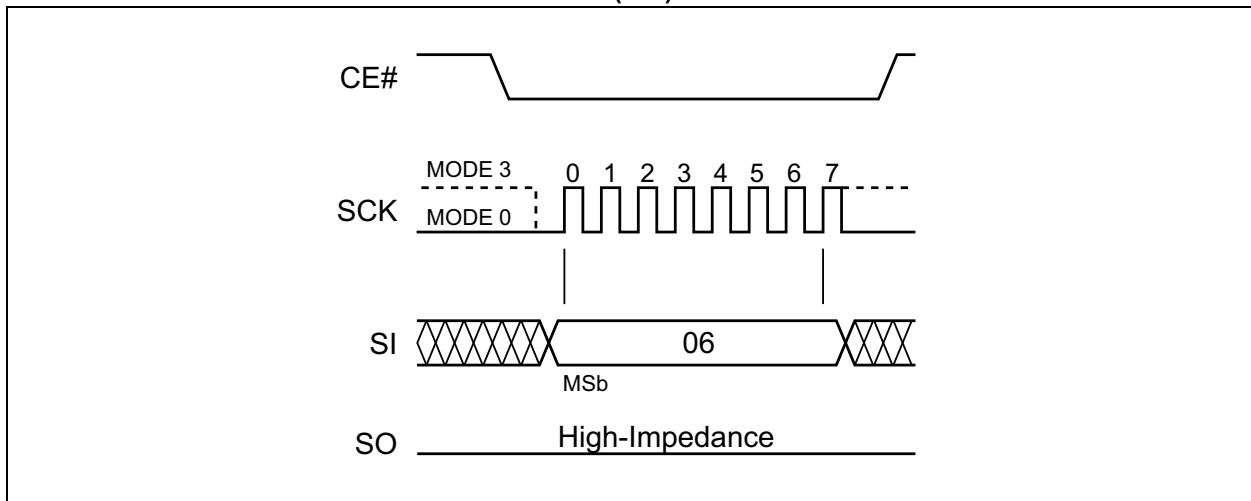 CE#
MODE 3
0 1 2 3 4 5 6 7
SCK
MODE 0
SI
06
MSb
SO
High-Impedance